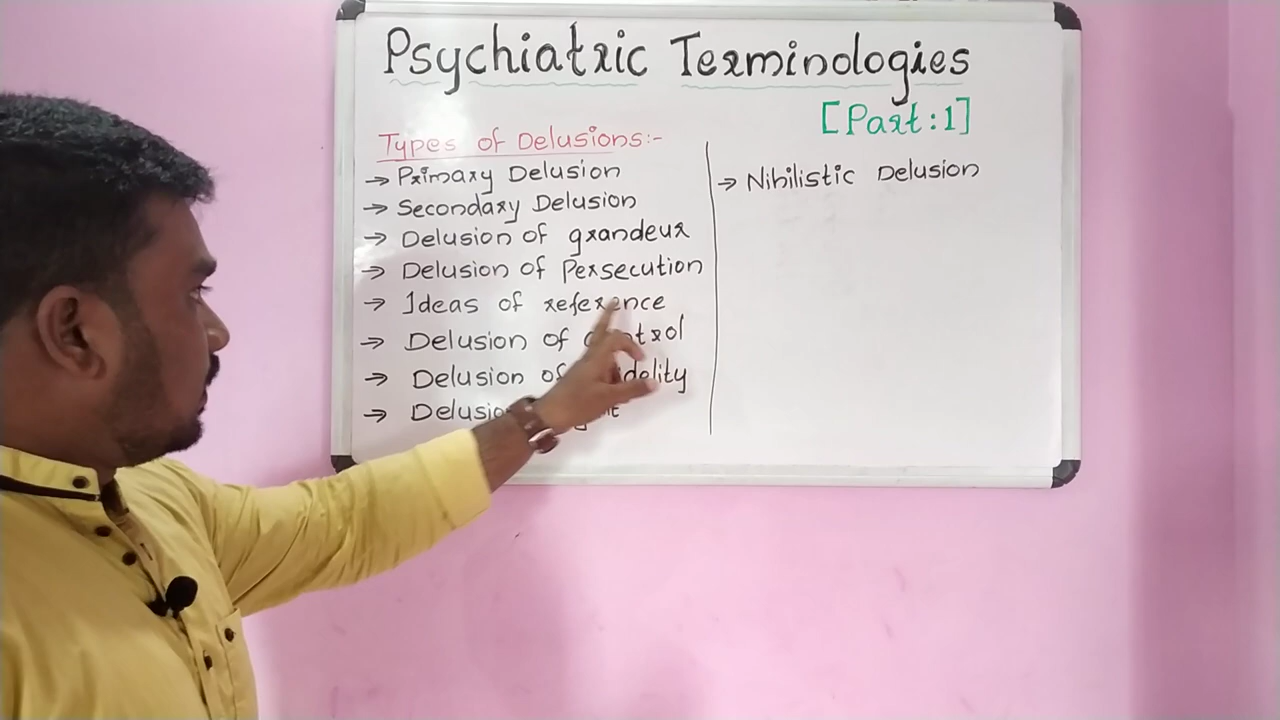 Psychiatric Terminologies
[Part:1]
Types of Delusions:-
→ Primary Delusion
→ Secondary Delusion
→ Delusion of grandeur
→ Delusion of Persecution
→ Ideas of reference
→ Delusion of
→ Delusion
→
→ Nihilistic Delusion